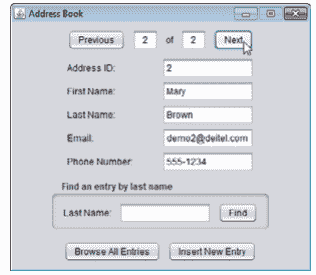 Address Book
Previous 2 of 2 Next
Address ID: 2
First Name: Mary
Last Name: Brown
Email: demo2@deitel.com
Phone Number: 555-1234
Find an entry by last name
Last Name: Find
Browse All Entries Insert New Entry